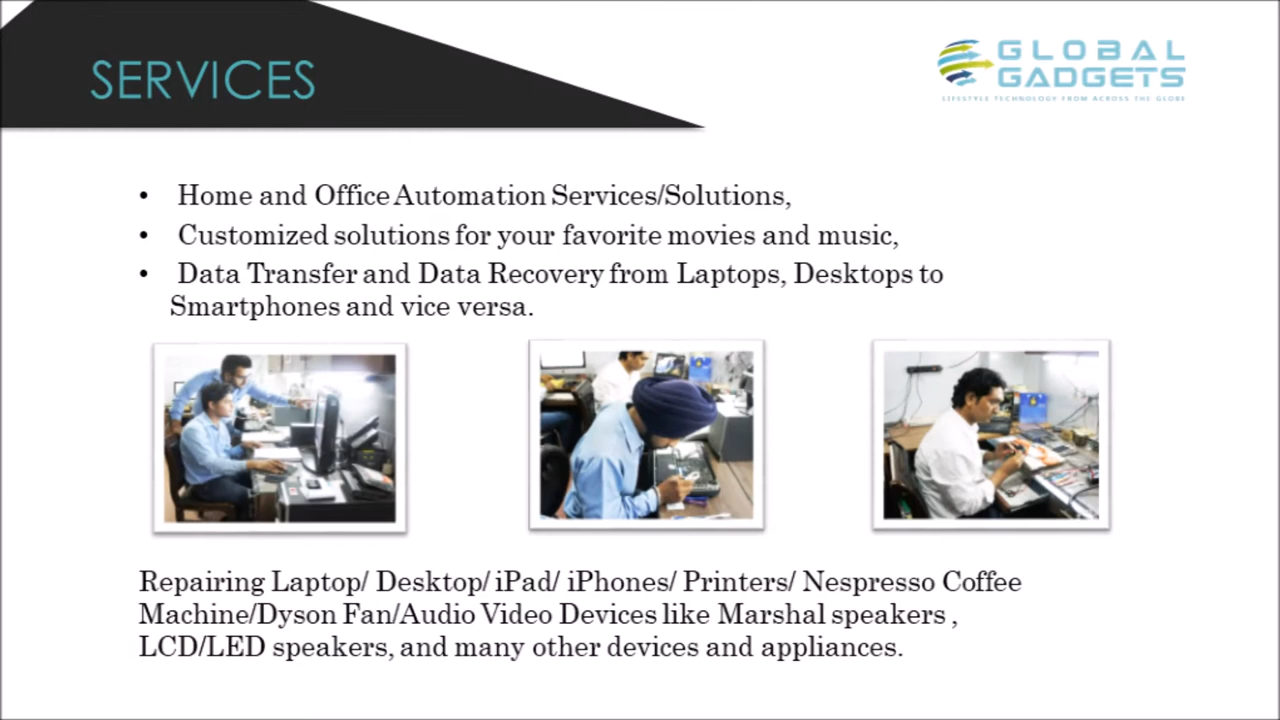 SERVICES
GLOBAL
GADGETS
LIFESTYLE TECHNOLOGY FROM ACROSS THE GLOBE
• Home and Office Automation Services/Solutions,
• Customized solutions for your favorite movies and music,
• Data Transfer and Data Recovery from Laptops, Desktops to
Smartphones and vice versa.
Repairing Laptop/ Desktop/ iPad/ iPhones/ Printers/ Nespresso Coffee
Machine/Dyson Fan/Audio Video Devices like Marshal speakers ,
LCD/LED speakers, and many other devices and appliances.